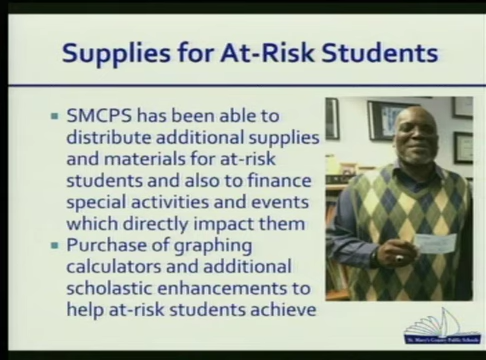 Supplies for At-Risk Students
▪ SMCPS has been able to
distribute additional supplies
and materials for at-risk
students and also to finance
special activities and events
which directly impact them
▪ Purchase of graphing
calculators and additional
scholastic enhancements to
help at-risk students achieve
St. Mary's County Public Schools